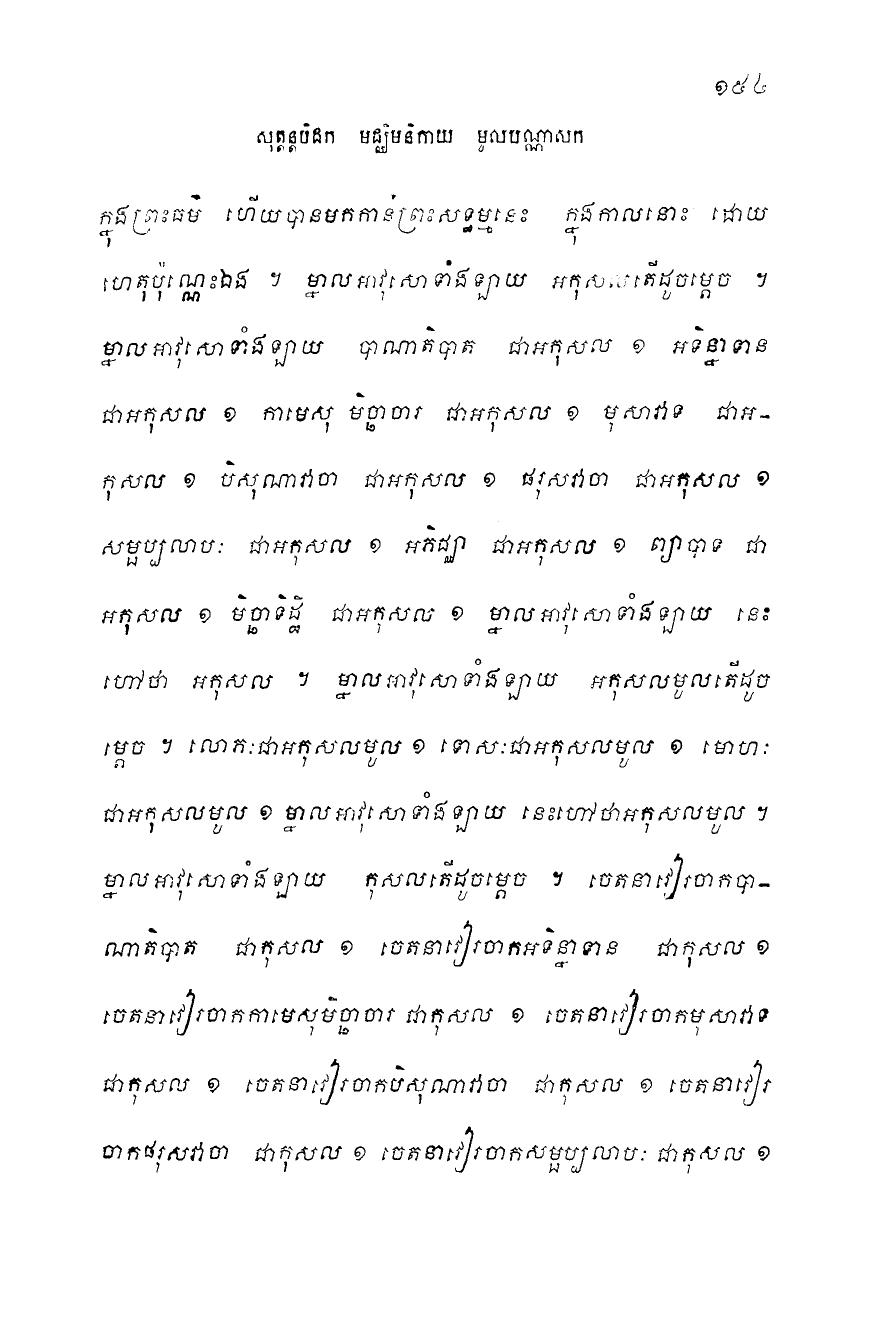 ១៥៤
សុត្តន្តបិដក មជ្ឈិមនិកាយ មូលបណ្ណាសក
ក្នុងព្រះធម៌ ហើយបានមកកាន់ព្រះសទ្ធម្មនេះ ក្នុងកាលនោះ ដោយ
ហេតុប៉ុណ្ណេះឯង ។ ម្នាលអាវុសោទាំងឡាយ អកុសលតើដូចម្តេច ។
ម្នាលអាវុសោទាំងឡាយ បាណាតិបាត ជាអកុសល ១ អទិន្នាទាន
ជាអកុសល ១ កាមេសុ មិច្ឆាចារ ជាអកុសល ១ មុសាវាទ ជាអ-
កុសល ១ បិសុណាវាចា ជាអកុសល ១ ផរុសវាចា ជាអកុសល ១
សម្ផប្បលាបៈ ជាអកុសល ១ អភិជ្ឈា ជាអកុសល ១ ព្យាបាទ ជា
អកុសល ១ មិច្ឆាទិដ្ឋិ ជាអកុសល ១ ម្នាលអាវុសោទាំងឡាយ នេះ
ហៅថា អកុសល ។ ម្នាលអាវុសោទាំងឡាយ អកុសលមូលតើដូច
ម្តេច ។ លោភៈជាអកុសលមូល ១ ទោសៈជាអកុសលមូល ១ មោហៈ
ជាអកុសលមូល ១ ម្នាលអាវុសោទាំងឡាយ នេះហៅថាអកុសលមូល ។
ម្នាលអាវុសោទាំងឡាយ កុសលតើដូចម្តេច ។ ចេតនាវៀរចាកបា-
ណាតិបាត ជាកុសល ១ ចេតនាវៀរចាកអទិន្នាទាន ជាកុសល ១
ចេតនាវៀរចាកកាមេសុមិច្ឆាចារ ជាកុសល ១ ចេតនាវៀរចាកមុសាវាទ
ជាកុសល ១ ចេតនាវៀរចាកបិសុណាវាចា ជាកុសល ១ ចេតនាវៀរ
ចាកផរុសវាចា ជាកុសល ១ ចេតនាវៀរចាកសម្ផប្បលាបៈ ជាកុសល ១